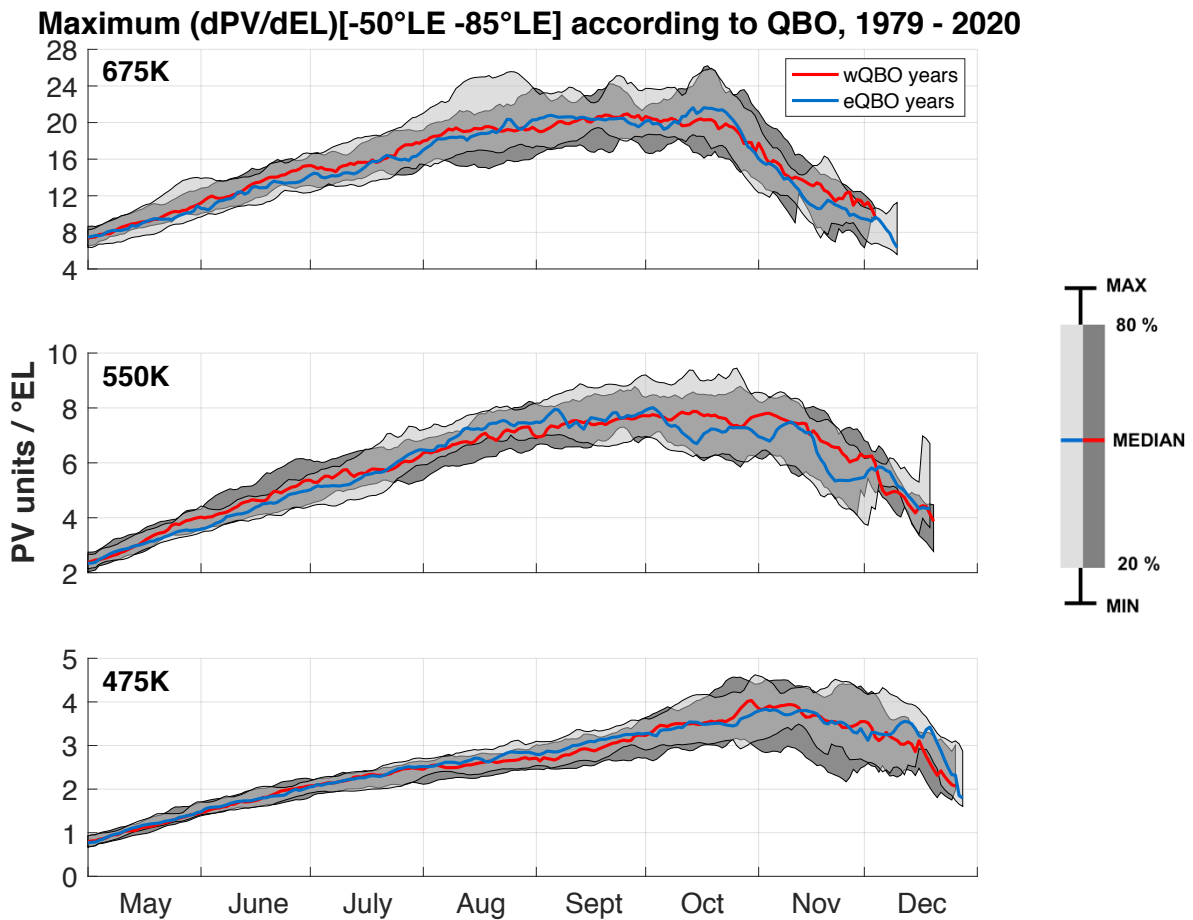 Maximum (dPV/dEL)[-50°LE -85°LE] according to QBO, 1979 - 2020
28
24
20
16
12
8
4
675K
wQBO years
eQBO years
10
8
6
4
2
550K
PV units / °EL
5
4
3
2
1
0
475K
May June July Aug Sept Oct Nov Dec
MAX
80 %
MEDIAN
20 %
MIN